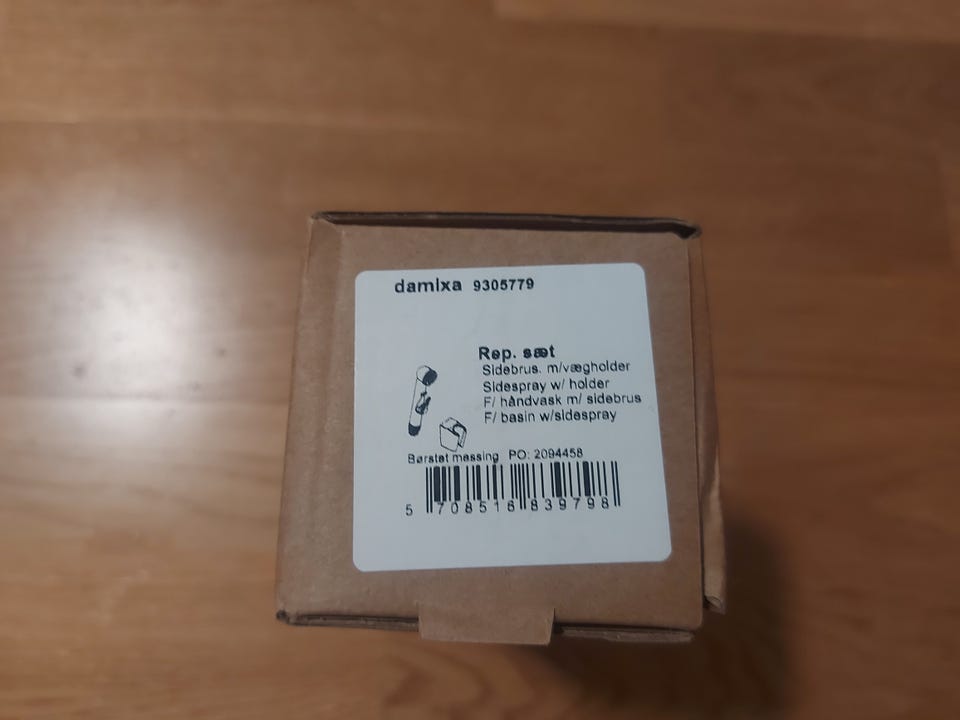 damixa 9305779
Rep. sæt
Sidebrus. m/vægholder
Sidespray w/ holder
F/ håndvask m/ sidebrus
F/ basin w/sidespray
Børstet messing PO: 2094458
5 708516 839798